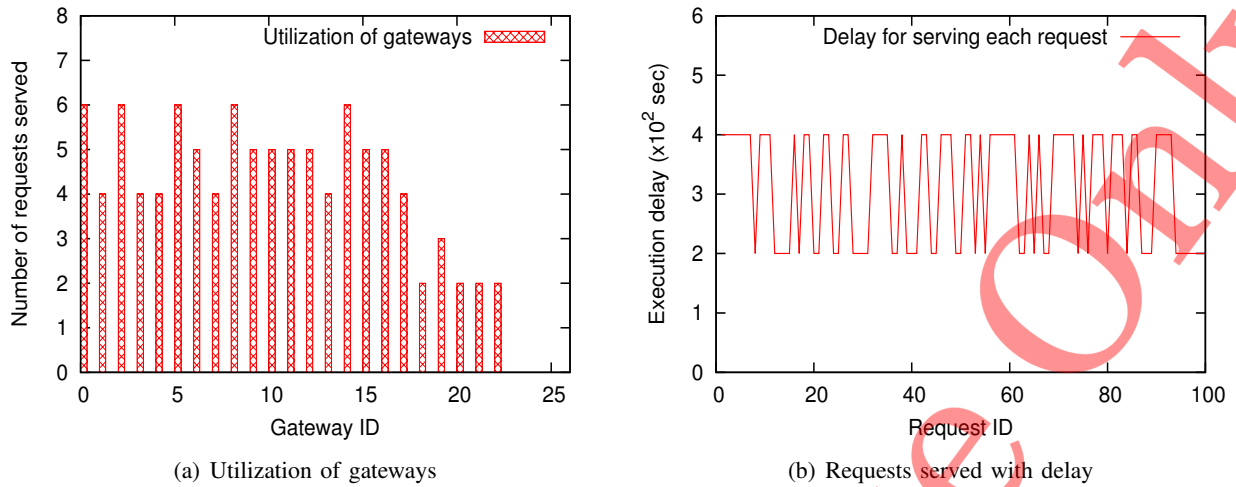 Utilization of gateways
Number of requests served
0 1 2 3 4 5 6 7 8
0 5 10 15 20 25
Gateway ID
(a) Utilization of gateways
Delay for serving each request
Execution delay (x10² sec)
0 1 2 3 4 5 6
0 20 40 60 80 100
Request ID
(b) Requests served with delay
e Onl